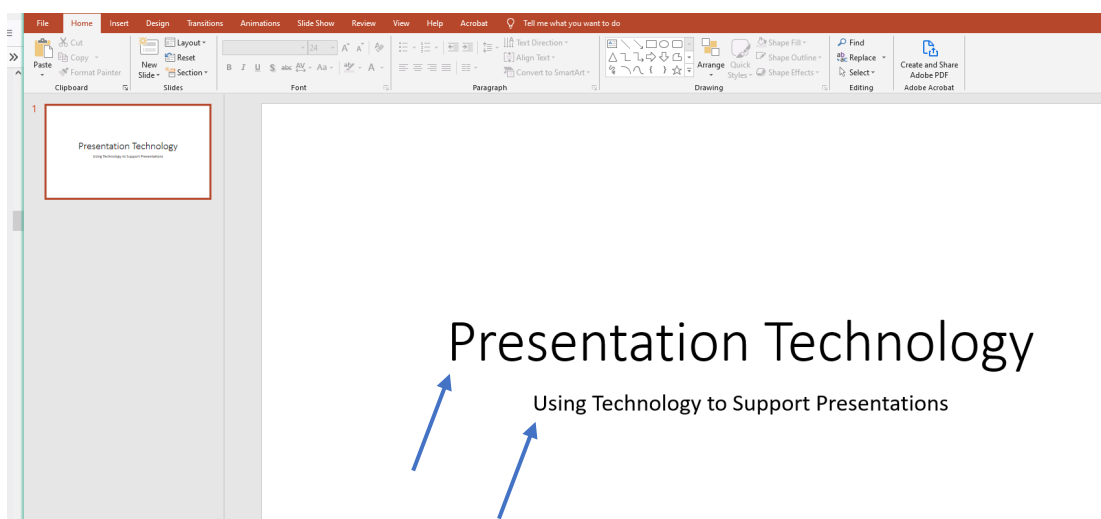 File Home Insert Design Transitions Animations Slide Show Review View Help Acrobat Tell me what you want to do
Paste
Cut
Copy
Format Painter
Clipboard
New Slide
Layout
Reset
Section
Slides
24
A A
B I U S abc AV Aa A
Font
Text Direction
Align Text
Convert to SmartArt
Paragraph
Arrange
Quick Styles
Shape Fill
Shape Outline
Shape Effects
Drawing
Find
Replace
Select
Editing
Create and Share
Adobe PDF
Adobe Acrobat
1
Presentation Technology
Using Technology to Support Presentations
Presentation Technology
Using Technology to Support Presentations